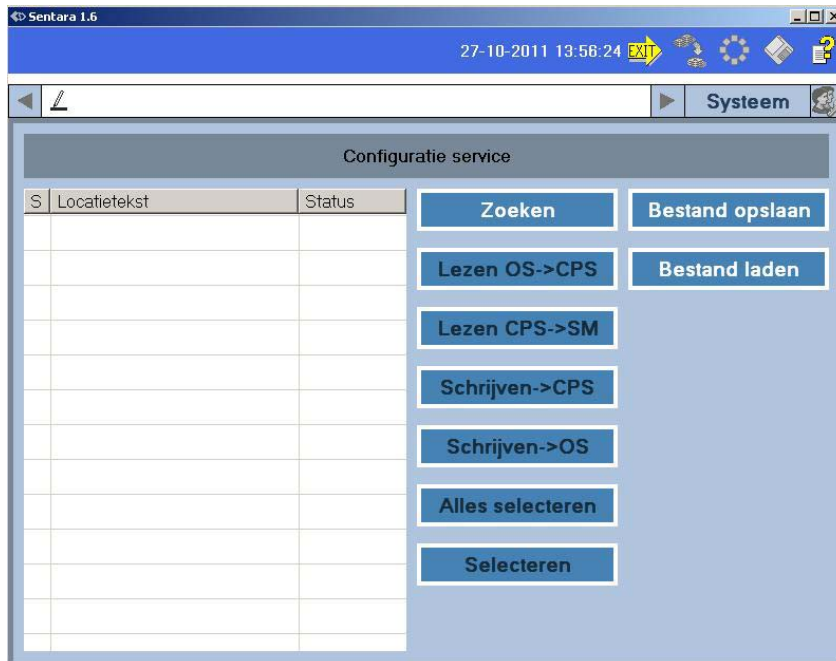 Sentara 1.6
27-10-2011 13:56:24 EXIT
Systeem
Configuratie service
S Locatietekst Status
Zoeken Bestand opslaan
Lezen OS->CPS Bestand laden
Lezen CPS->SM
Schrijven->CPS
Schrijven->OS
Alles selecteren
Selecteren